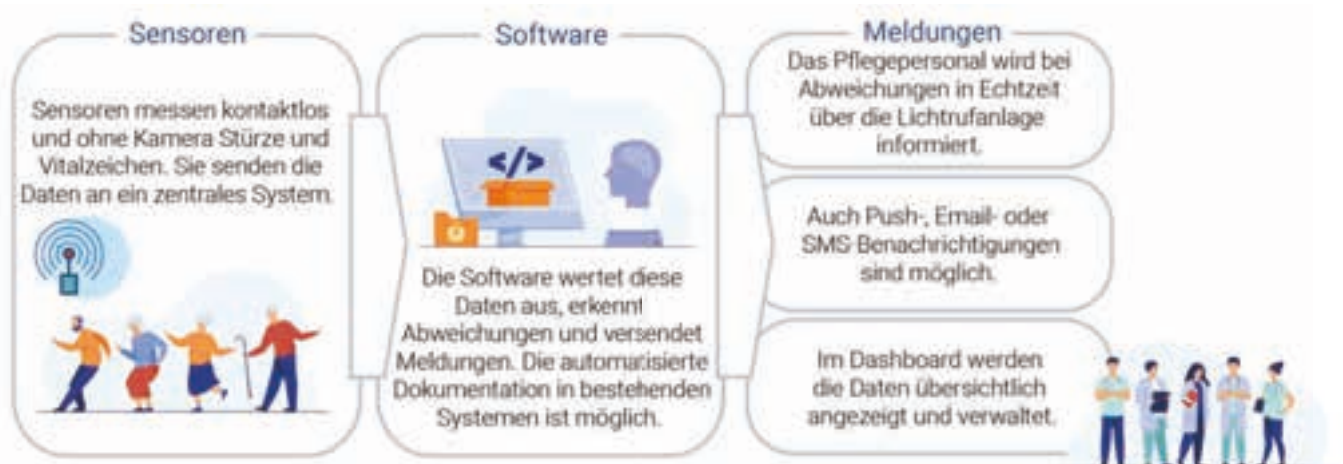 Sensoren
Sensoren messen kontaktlos
und ohne Kamera Stürze und
Vitalzeichen. Sie senden die
Daten an ein zentrales System.
Software
</>
Die Software wertet diese
Daten aus, erkennt
Abweichungen und versendet
Meldungen. Die automatisierte
Dokumentation in bestehenden
Systemen ist möglich.
Meldungen
Das Pflegepersonal wird bei
Abweichungen in Echtzeit
über die Lichtrufanlage
informiert.
Auch Push-, Email- oder
SMS-Benachrichtigungen
sind möglich.
Im Dashboard werden
die Daten übersichtlich
angezeigt und verwaltet.